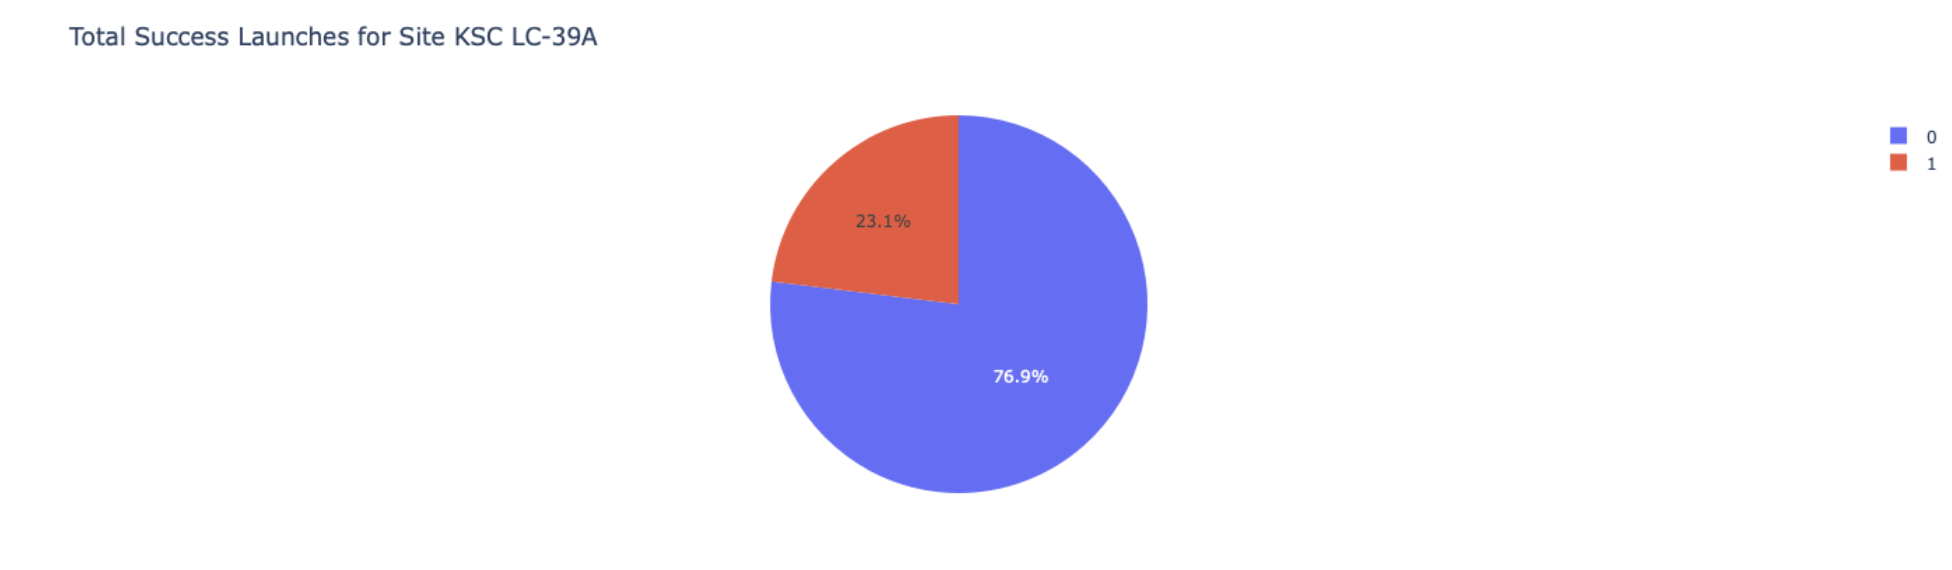 Total Success Launches for Site KSC LC-39A
0
1
23.1%
76.9%